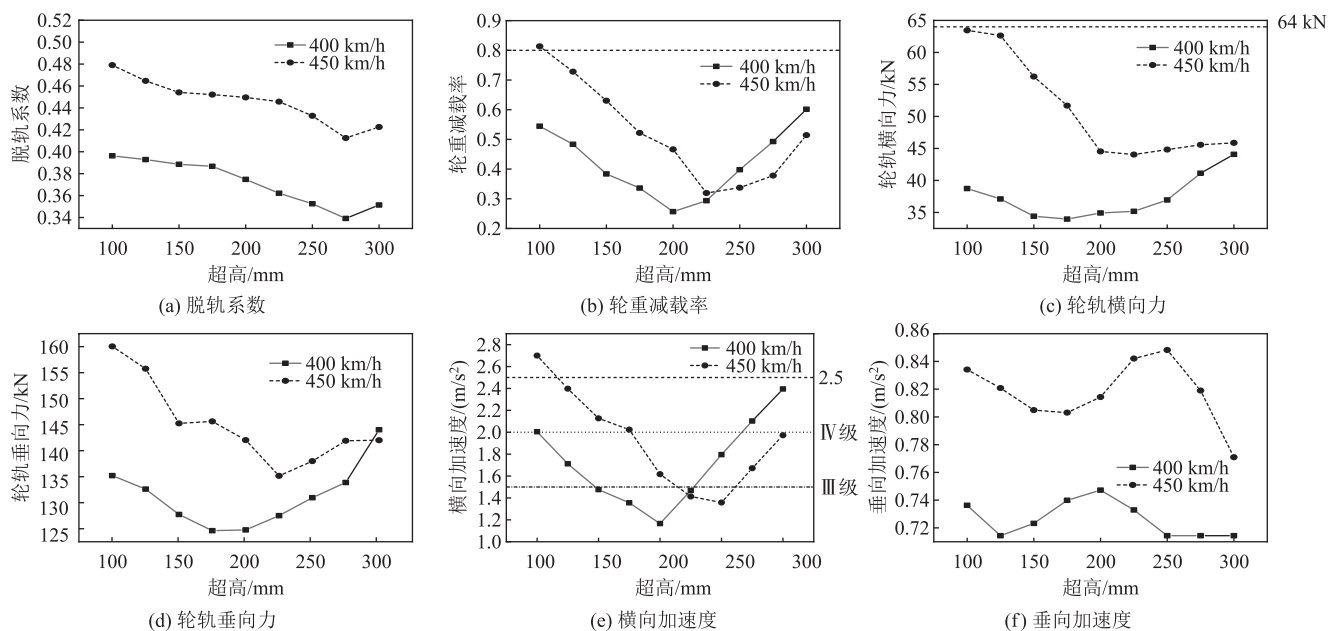 0.52
0.50
0.48
0.46
0.44
0.42
0.40
0.38
0.36
0.34
脱轨系数
400 km/h
450 km/h
100 150 200 250 300
超高/mm
(a) 脱轨系数
0.9
0.8
0.7
0.6
0.5
0.4
0.3
0.2
轮重减载率
400 km/h
450 km/h
100 150 200 250 300
超高/mm
(b) 轮重减载率
65
60
55
50
45
40
35
轮轨横向力/kN
64 kN
400 km/h
450 km/h
100 150 200 250 300
超高/mm
(c) 轮轨横向力
160
155
150
145
140
135
130
125
轮轨垂向力/kN
400 km/h
450 km/h
100 150 200 250 300
超高/mm
(d) 轮轨垂向力
2.8
2.6
2.4
2.2
2.0
1.8
1.6
1.4
1.2
1.0
横向加速度/(m/s²)
400 km/h
450 km/h
2.5
Ⅳ级
Ⅲ级
100 150 200 250 300
超高/mm
(e) 横向加速度
0.86
0.84
0.82
0.80
0.78
0.76
0.74
0.72
垂向加速度/(m/s²)
400 km/h
450 km/h
100 150 200 250 300
超高/mm
(f) 垂向加速度